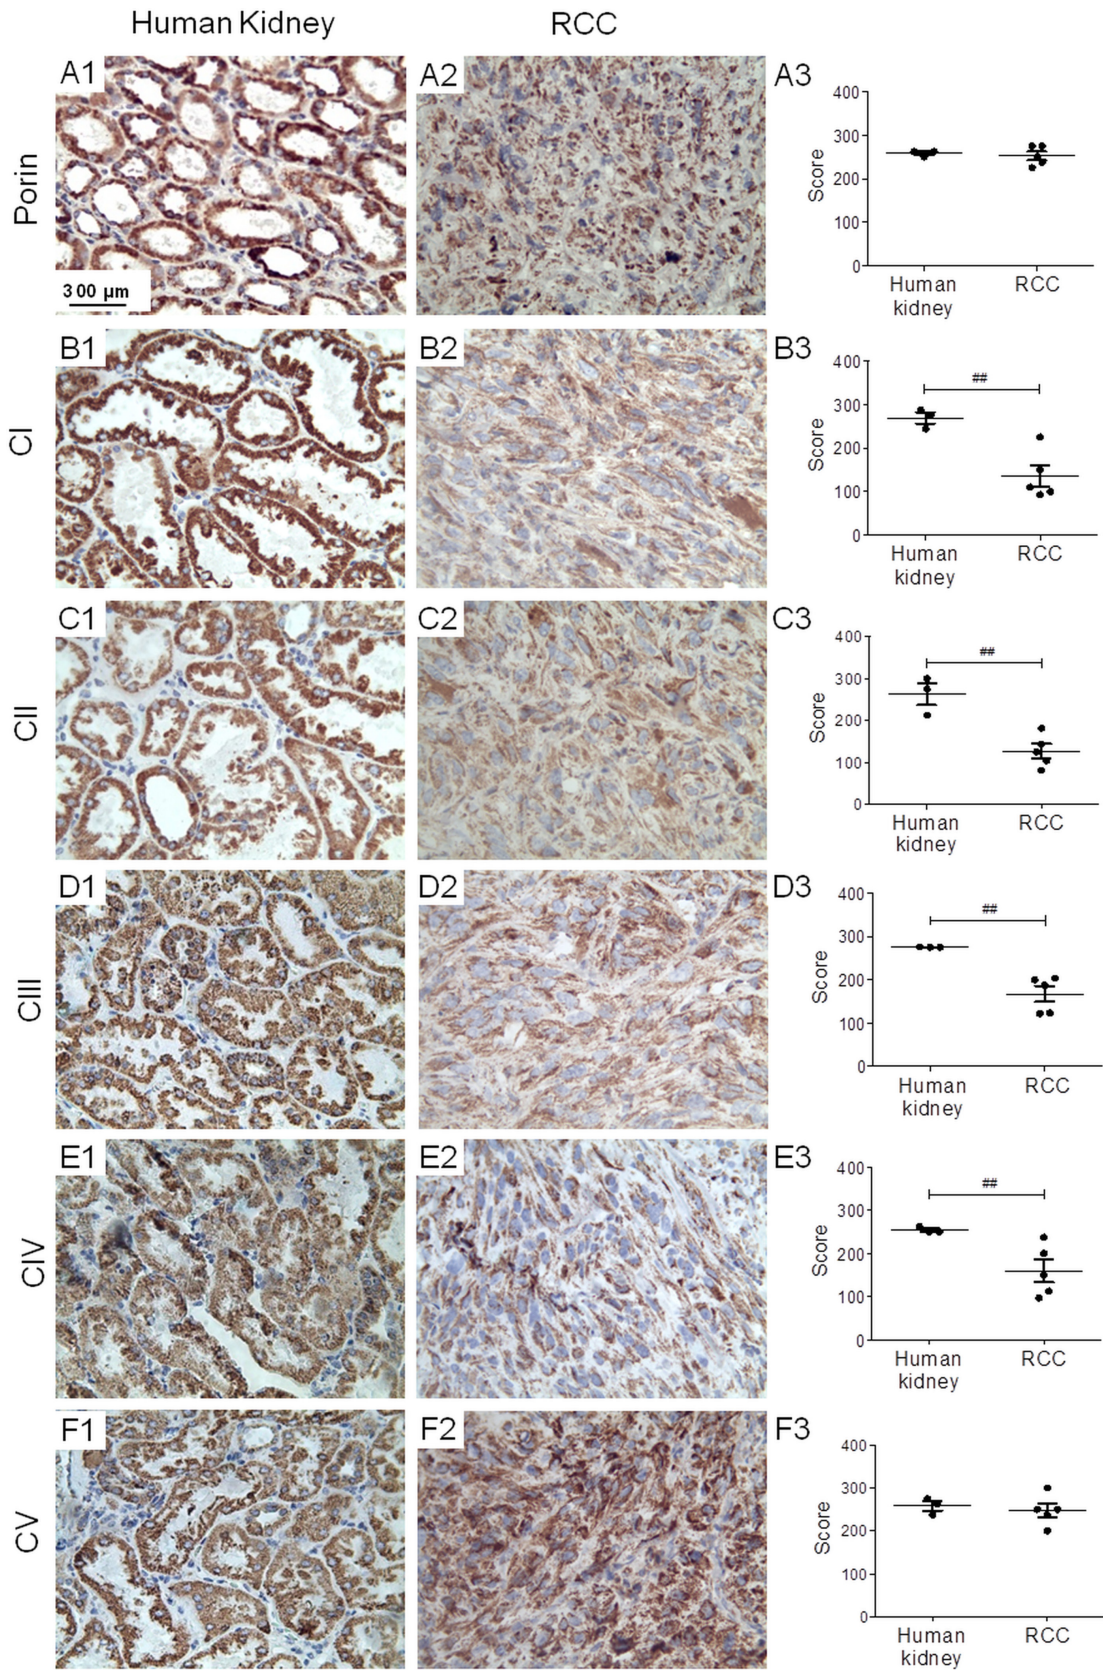 Human Kidney
RCC
Porin
A1
300 µm
A2
A3
400
300
200
100
0
Score
Human
kidney
RCC
CI
B1
B2
B3
400
300
200
100
0
Score
##
Human
kidney
RCC
CII
C1
C2
C3
400
300
200
100
0
Score
##
Human
kidney
RCC
CIII
D1
D2
D3
400
300
200
100
0
Score
##
Human
kidney
RCC
CIV
E1
E2
E3
400
300
200
100
0
Score
##
Human
kidney
RCC
CV
F1
F2
F3
400
300
200
100
0
Score
Human
kidney
RCC